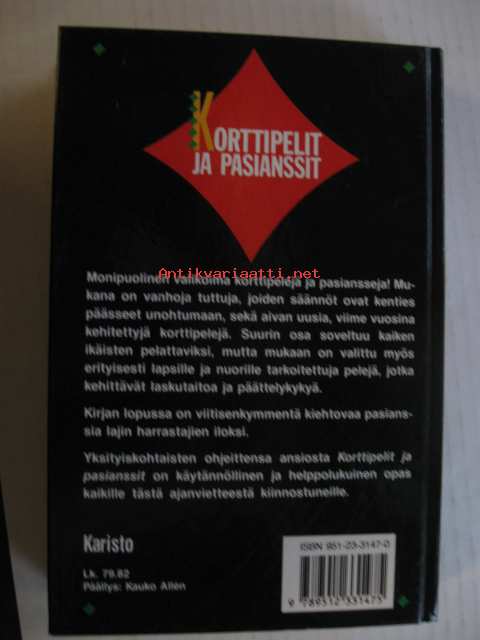 KORTTIPELIT
JA PASIANSSIT
Antikvariaatti.net
Monipuolinen valikoima korttipelejä ja pasiansseja! Mu-
kana on vanhoja tuttuja, joiden säännöt ovat kenties
päässeet unohtumaan, sekä aivan uusia, viime vuosina
kehitettyjä korttipelejä. Suurin osa soveltuu kaiken
ikäisten pelattaviksi, mutta mukaan on valittu myös
erityisesti lapsille ja nuorille tarkoitettuja pelejä, jotka
kehittävät laskutaitoa ja päättelykykyä.
Kirjan lopussa on viitisenkymmentä kiehtovaa pasians-
sia lajin harrastajien iloksi.
Yksityiskohtaisten ohjeittensa ansiosta Korttipelit ja
pasianssit on käytännöllinen ja helppolukuinen opas
kaikille tästä ajanvietteestä kiinnostuneille.
Karisto
Lk. 79.82
Päällys: Kauko Allén
ISBN 951-23-3147-0
9 789512 331475